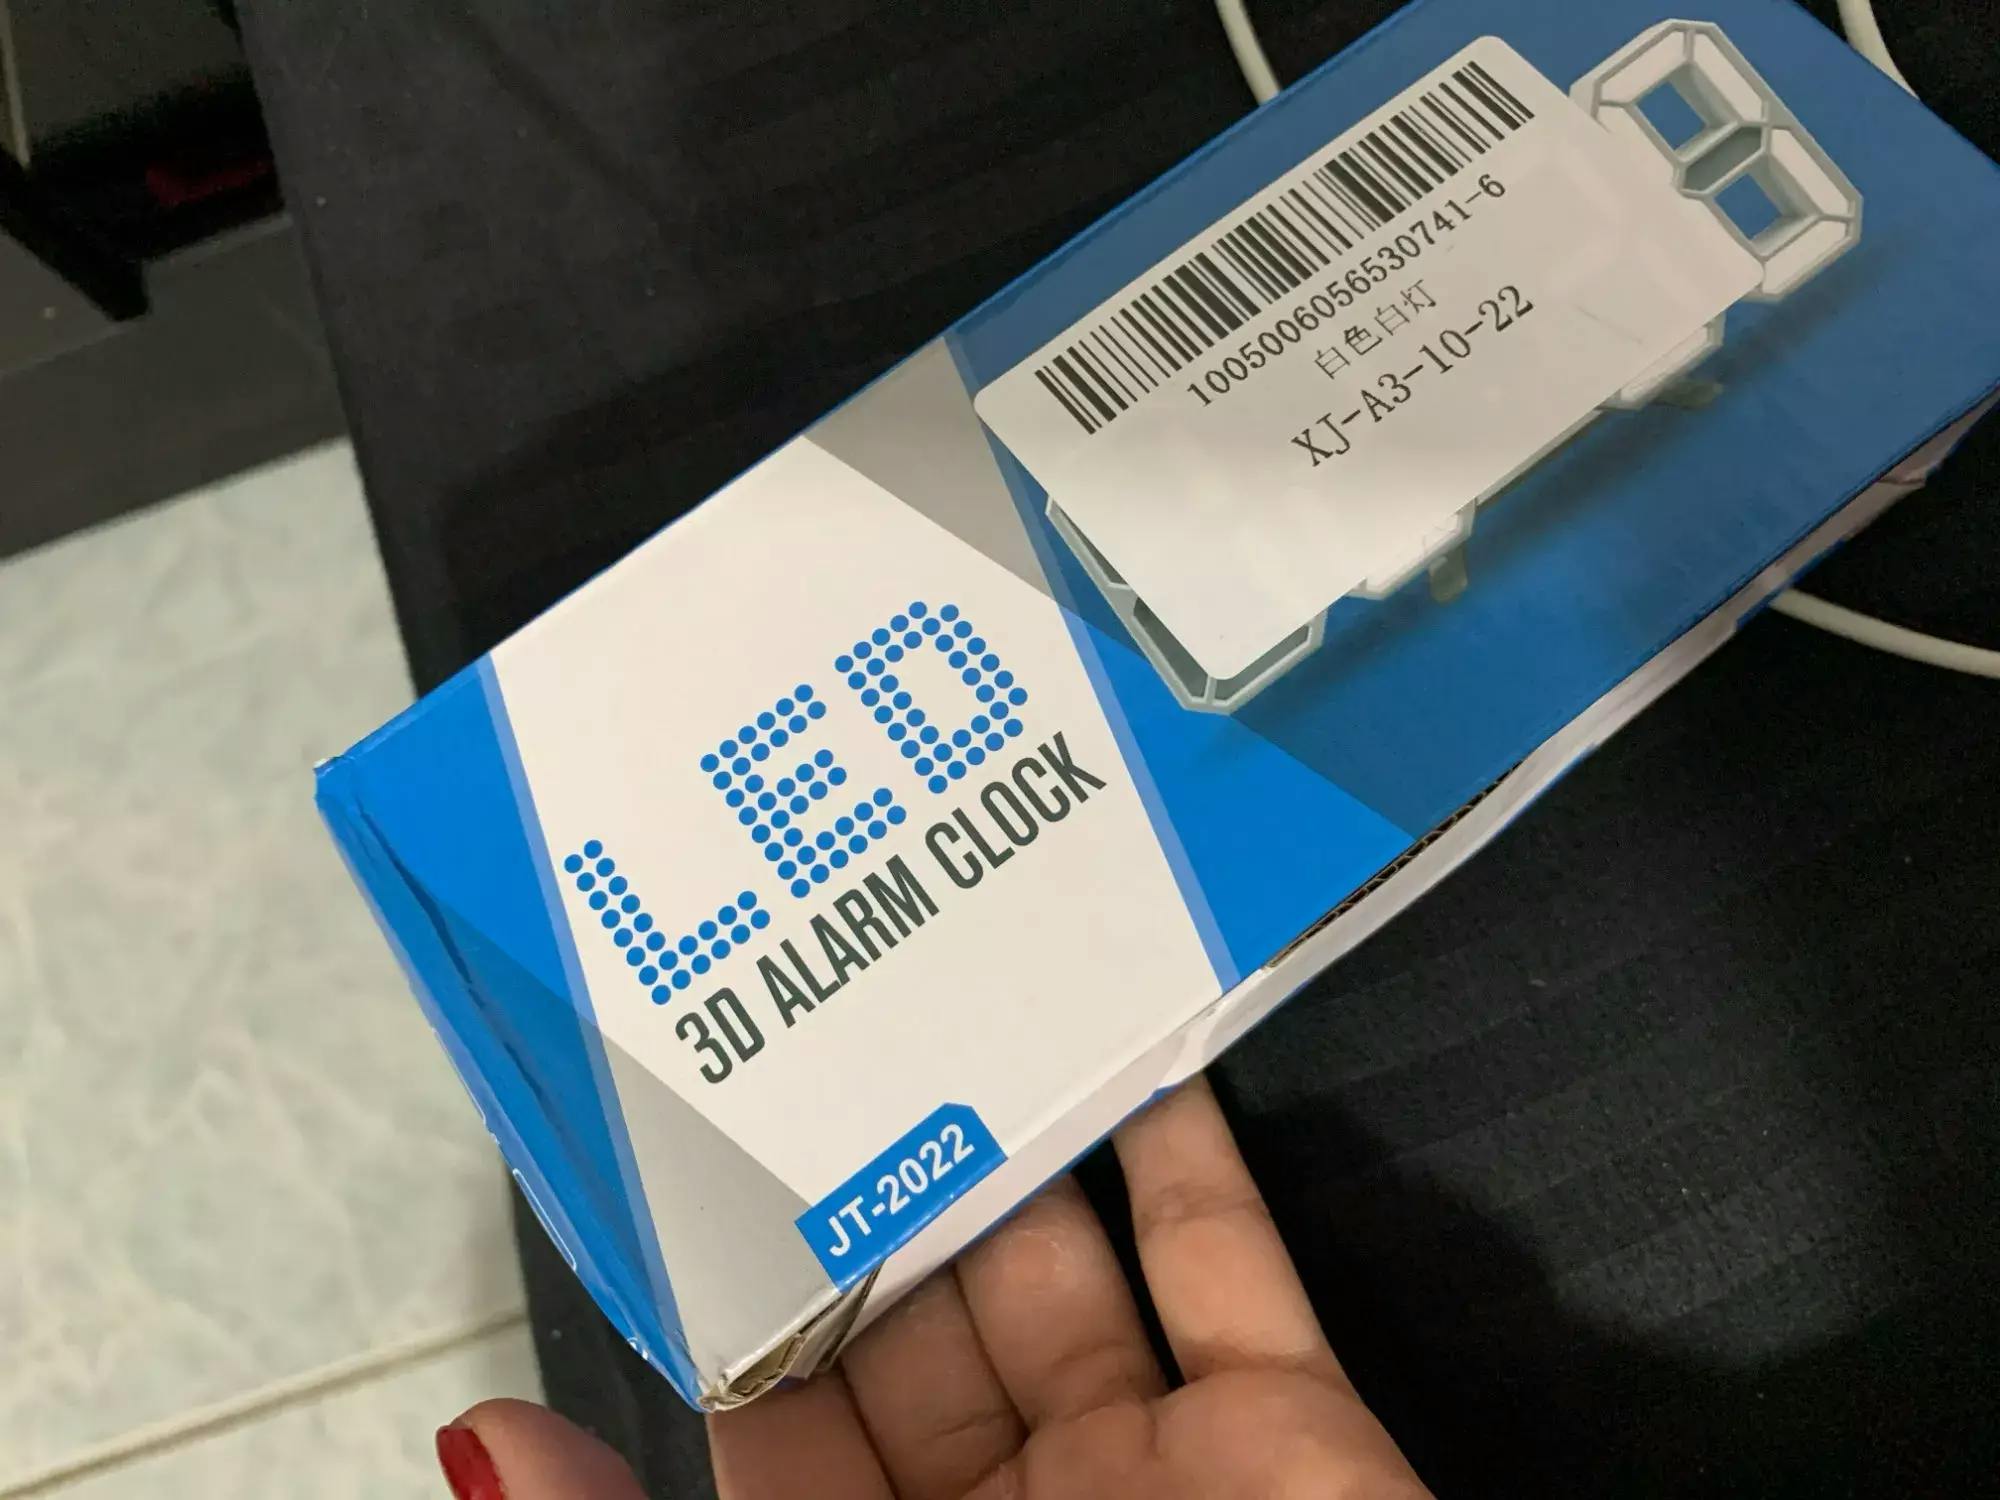 1005006056530741-6
白色白灯
XJ-A3-10-22
LED
3D ALARM CLOCK
JT-2022